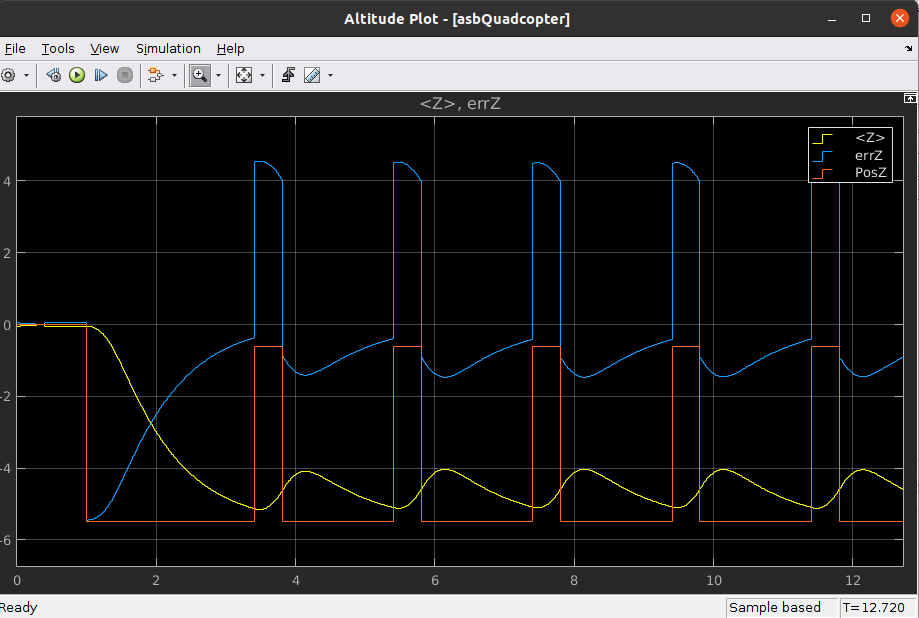 Altitude Plot - [asbQuadcopter]
File Tools View Simulation Help
<Z>, errZ
<Z>
errZ
PosZ
4
2
0
-2
-4
-6
0 2 4 6 8 10 12
Ready
Sample based T=12.720